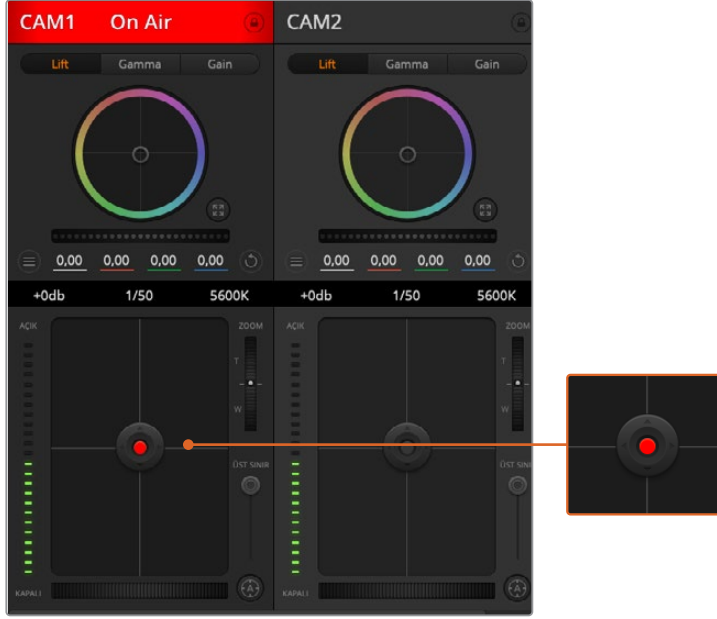 CAM1 On Air CAM2
Lift Gamma Gain Lift Gamma Gain
0,00 0,00 0,00 0,00 0,00 0,00 0,00 0,00
+0db 1/50 5600K +0db 1/50 5600K
AÇIK ZOOM AÇIK ZOOM
T T
W W
ÜST SINIR ÜST SINI
KAPALI A KAPALI A